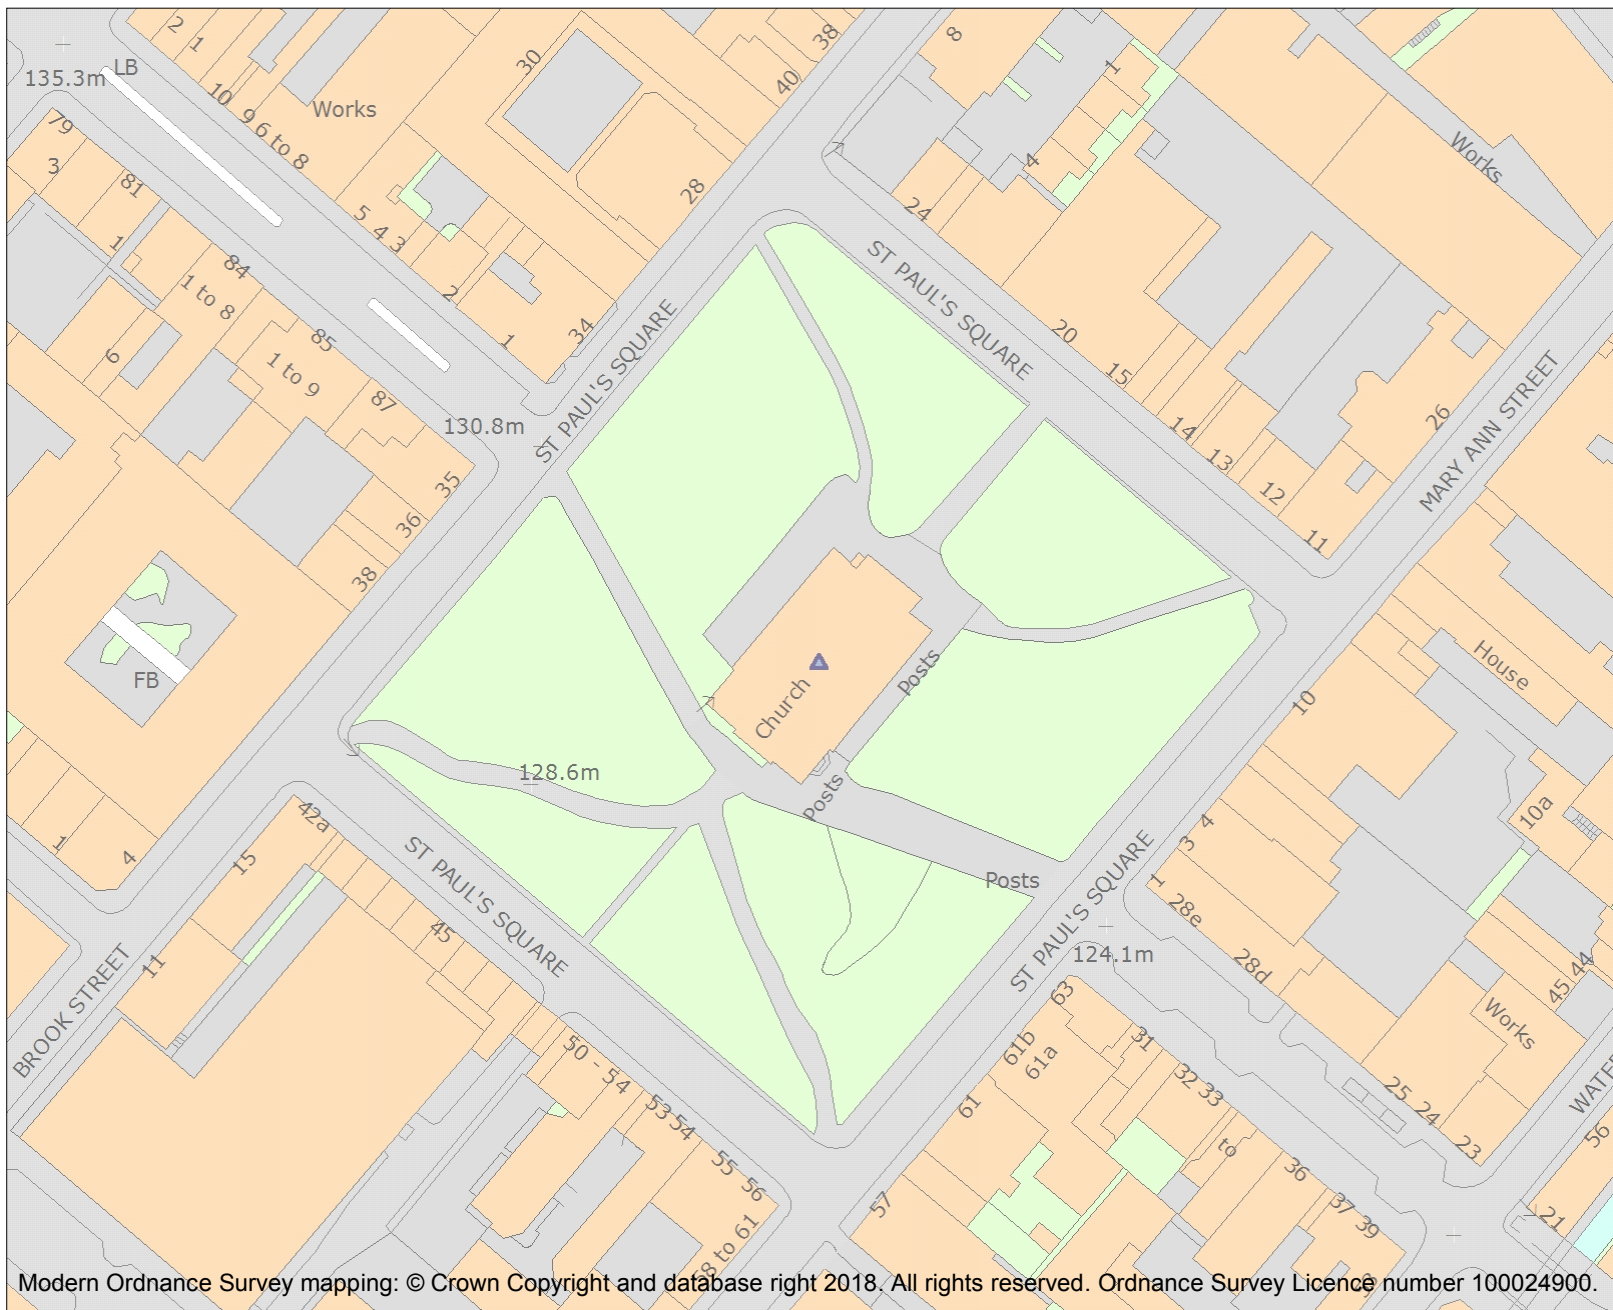 2
1
38
8
135.3m
LB
30
40
1
10
9
6 to 8
Works
79
3
81
28
4
Works
5
4
3
24
1
84
1 to 8
2
ST PAUL'S SQUARE
ST PAUL'S SQUARE
85
1
34
20
6
1 to 9
87
15
130.8m
26
MARY ANN STREET
14
13
35
12
36
11
38
FB
Church
Posts
House
10
128.6m
Posts
42a
ST PAUL'S SQUARE
1
4
15
3
4
10a
1
Posts
28e
ST PAUL'S SQUARE
45
124.1m
28d
BROOK STREET
11
63
45
44
Works
50 - 54
61b
61a
31
32
33
25
24
53
54
61
to
23
56
55
56
36
57
37
39
21
58 to 61
Modern Ordnance Survey mapping: © Crown Copyright and database right 2018. All rights reserved. Ordnance Survey Licence number 100024900.